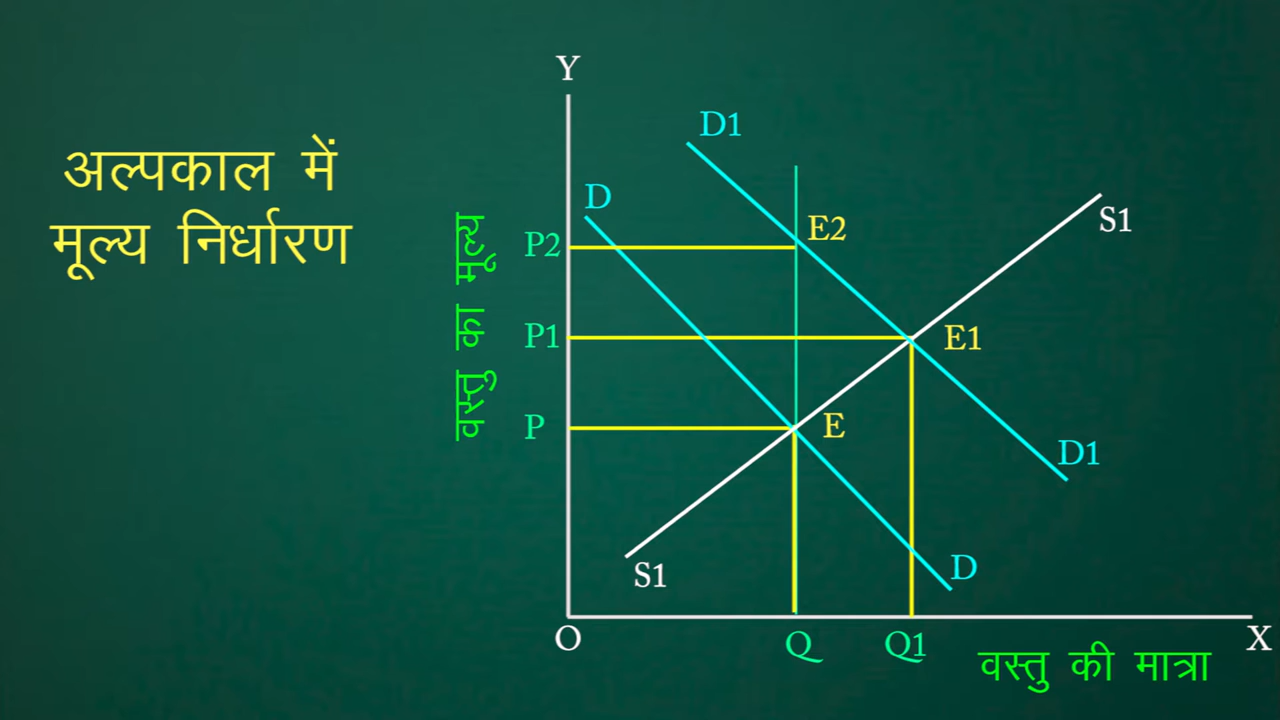 अल्पकाल में
मूल्य निर्धारण
Y
D1
D
S1
E2
P2
वस्तु का मूल्य
P1
E1
P
E
D1
D
S1
O
Q
Q1
X
वस्तु की मात्रा